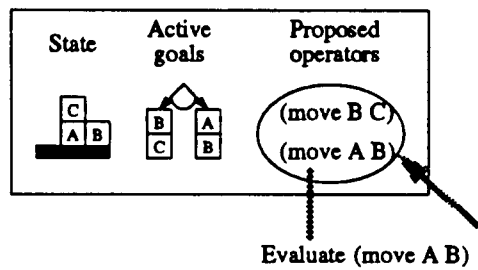 State
Active goals
Proposed operators
C
A B
B
C
A
B
(move B C)
(move A B)
Evaluate (move A B)